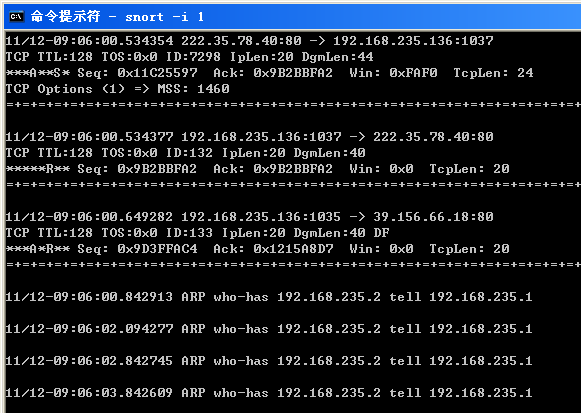 命令提示符 - snort -i 1
11/12-09:06:00.534354 222.35.78.40:80 -> 192.168.235.136:1037
TCP TTL:128 TOS:0x0 ID:7298 IpLen:20 DgmLen:44
***A**S* Seq: 0x11C25597  Ack: 0x9B2BBFA2  Win: 0xFAF0  TcpLen: 24
TCP Options (1) => MSS: 1460
=+=+=+=+=+=+=+=+=+=+=+=+=+=+=+=+=+=+=+=+=+=+=+=+=+=+=+=+=+=+=+=+=+=+=+=+
11/12-09:06:00.534377 192.168.235.136:1037 -> 222.35.78.40:80
TCP TTL:128 TOS:0x0 ID:132 IpLen:20 DgmLen:40
*****R** Seq: 0x9B2BBFA2  Ack: 0x9B2BBFA2  Win: 0x0  TcpLen: 20
=+=+=+=+=+=+=+=+=+=+=+=+=+=+=+=+=+=+=+=+=+=+=+=+=+=+=+=+=+=+=+=+=+=+=+=+
11/12-09:06:00.649282 192.168.235.136:1035 -> 39.156.66.18:80
TCP TTL:128 TOS:0x0 ID:133 IpLen:20 DgmLen:40 DF
***A*R** Seq: 0x9D3FFAC4  Ack: 0x1215A8D7  Win: 0x0  TcpLen: 20
=+=+=+=+=+=+=+=+=+=+=+=+=+=+=+=+=+=+=+=+=+=+=+=+=+=+=+=+=+=+=+=+=+=+=+=+
11/12-09:06:00.842913 ARP who-has 192.168.235.2 tell 192.168.235.1
11/12-09:06:02.094277 ARP who-has 192.168.235.2 tell 192.168.235.1
11/12-09:06:02.842745 ARP who-has 192.168.235.2 tell 192.168.235.1
11/12-09:06:03.842609 ARP who-has 192.168.235.2 tell 192.168.235.1